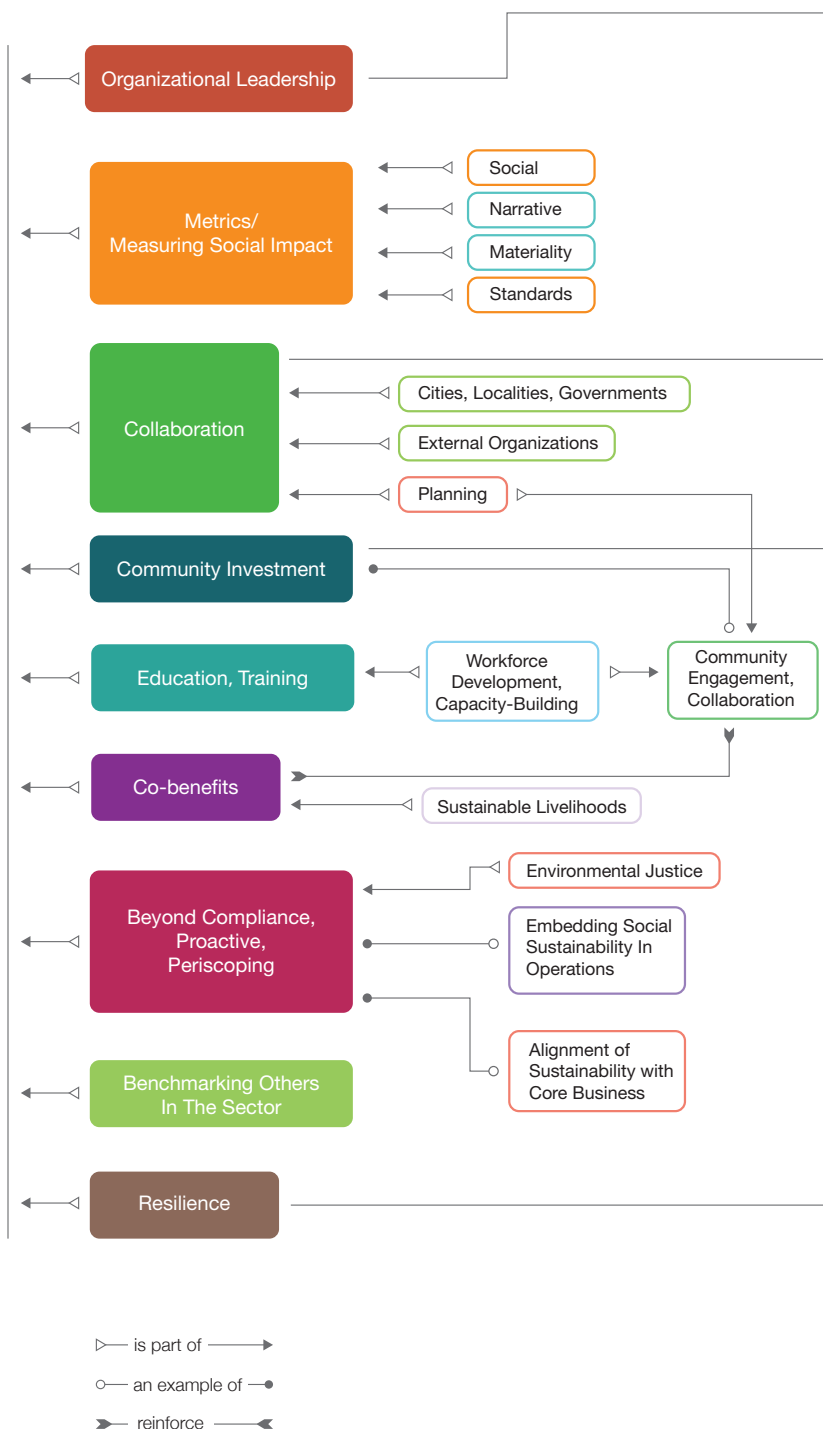 Organizational Leadership
Metrics/
Measuring Social Impact
Social
Narrative
Materiality
Standards
Collaboration
Cities, Localities, Governments
External Organizations
Planning
Community Investment
Education, Training
Workforce
Development,
Capacity-Building
Community
Engagement,
Collaboration
Co-benefits
Sustainable Livelihoods
Beyond Compliance,
Proactive,
Periscoping
Environmental Justice
Embedding Social
Sustainability In
Operations
Alignment of
Sustainability with
Core Business
Benchmarking Others
In The Sector
Resilience
is part of
an example of
reinforce